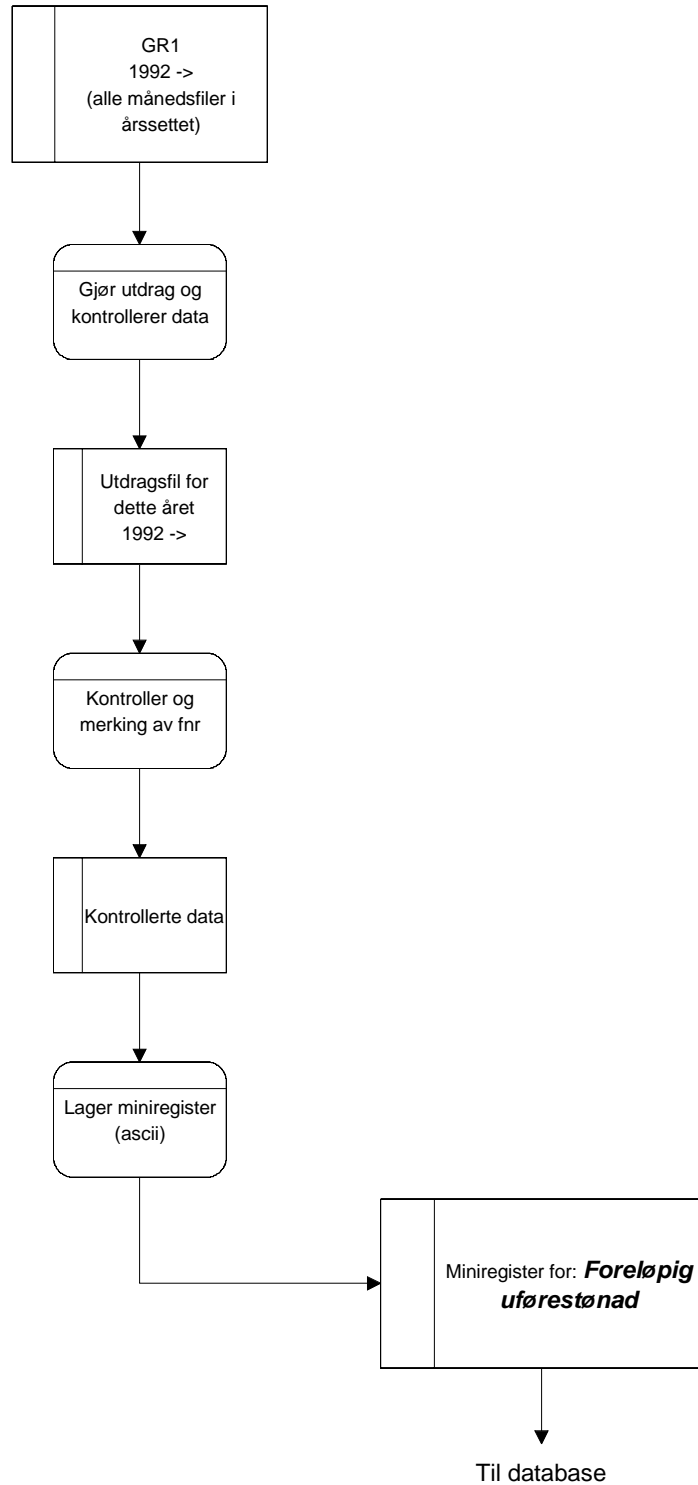 GR1
1992 ->
(alle månedsfiler i
årssettet)
Gjør utdrag og
kontrollerer data
Utdragsfil for
dette året
1992 ->
Kontroller og
merking av fnr
Kontrollerte data
Lager miniregister
(ascii)
Miniregister for: Foreløpig
uførestønad
Til database